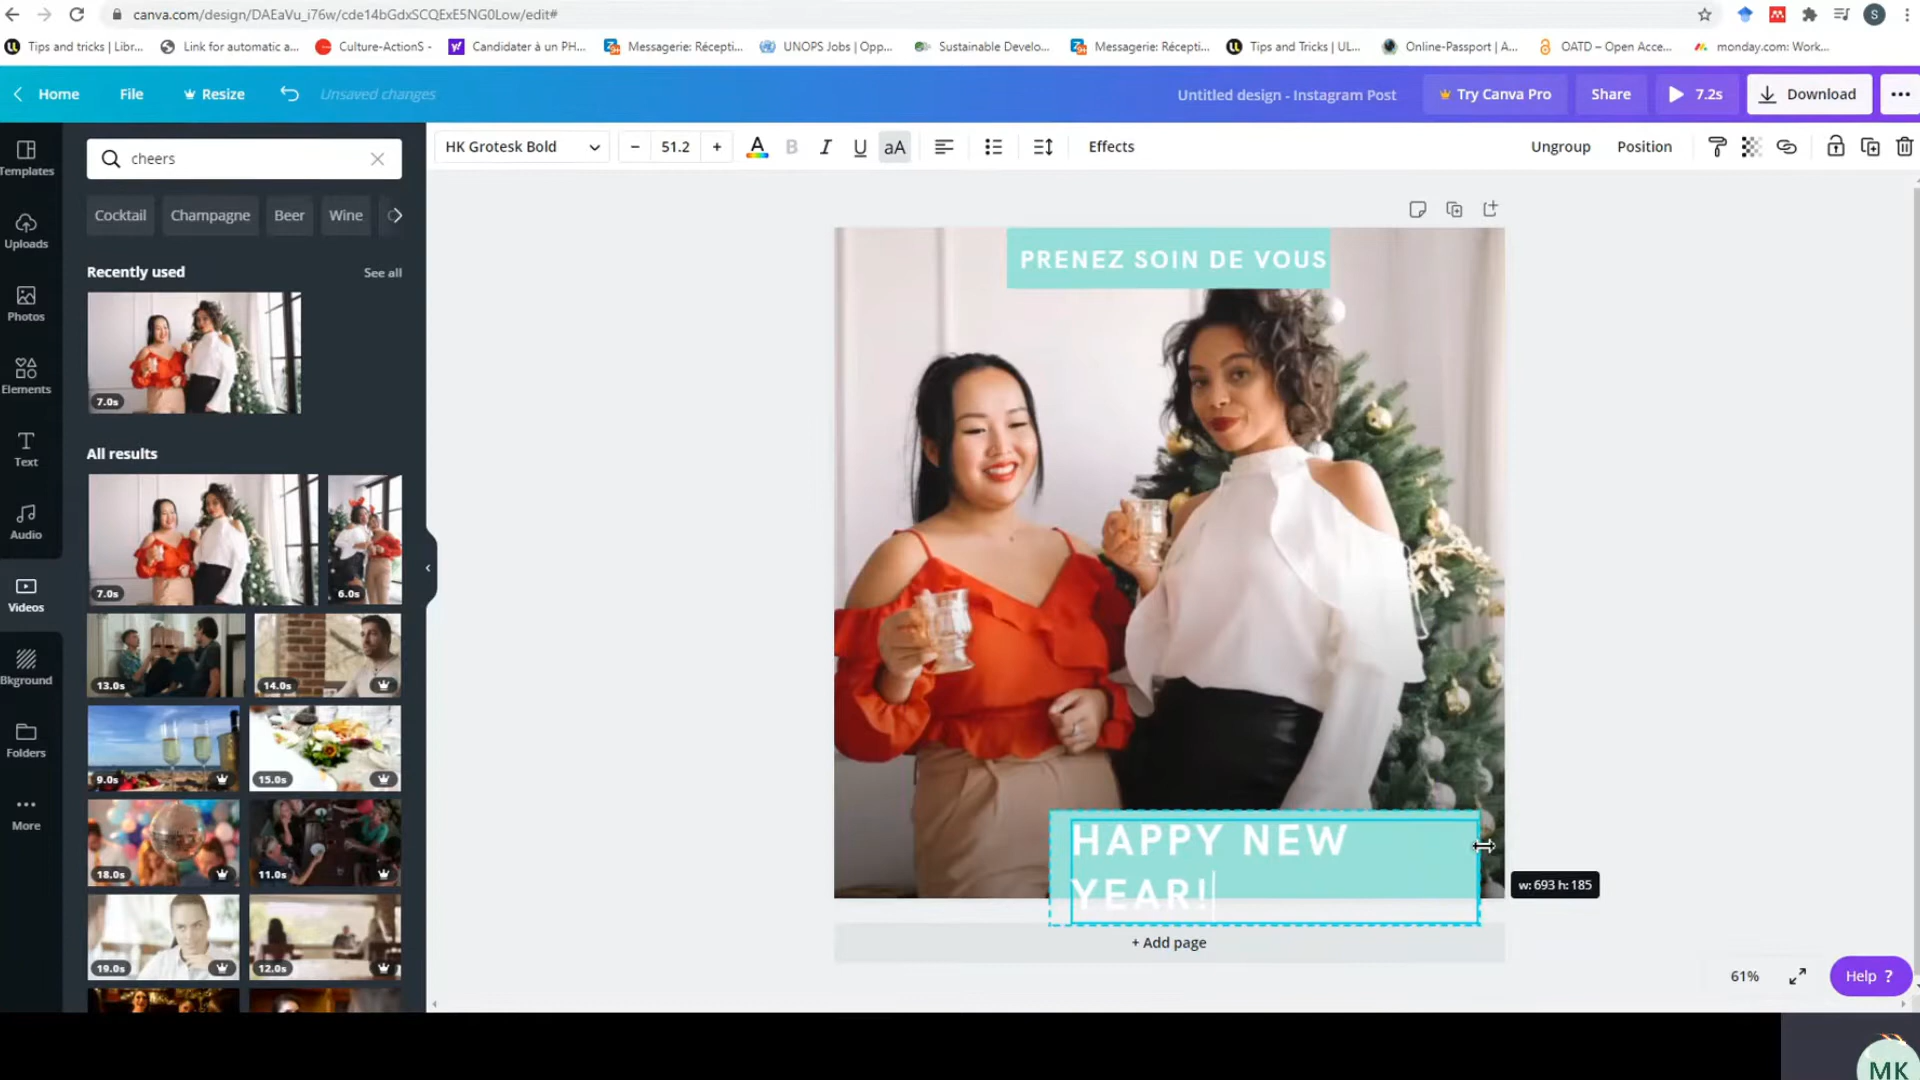 canva.com/design/DAEaVu_i76w/cde14bGdxSCQExE5NG0Low/edit#
S
Tips and tricks | Libr...
Link for automatic a...
Culture-ActionS -
Candidater à un PH...
Messagerie: Récepti...
UNOPS Jobs | Opp...
Sustainable Develo...
Messagerie: Récepti...
Tips and Tricks | UL...
Online-Passport | A...
OATD – Open Acce...
monday.com: Work...
Home
File
Resize
Unsaved changes
Untitled design - Instagram Post
Try Canva Pro
Share
7.2s
Download
Templates
Uploads
Photos
Elements
Text
Audio
Videos
Bkground
Folders
More
cheers
Cocktail
Champagne
Beer
Wine
Recently used
See all
7.0s
All results
7.0s
6.0s
13.0s
14.0s
9.0s
15.0s
18.0s
11.0s
19.0s
12.0s
HK Grotesk Bold
51.2
A
B
I
U
aA
Effects
Ungroup
Position
PRENEZ SOIN DE VOUS
HAPPY NEW
YEAR!
w: 693 h: 185
+ Add page
61%
Help ?
MK